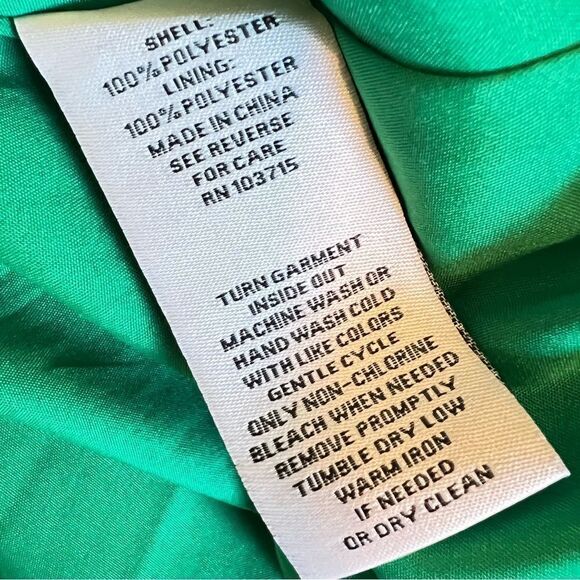 SHELL:
100% POLYESTER
LINING:
100% POLYESTER
MADE IN CHINA
SEE REVERSE
FOR CARE
RN 103715
TURN GARMENT
INSIDE OUT
MACHINE WASH OR
HAND WASH COLD
WITH LIKE COLORS
GENTLE CYCLE
ONLY NON-CHLORINE
BLEACH WHEN NEEDED
REMOVE PROMPTLY
TUMBLE DRY LOW
WARM IRON
IF NEEDED
OR DRY CLEAN